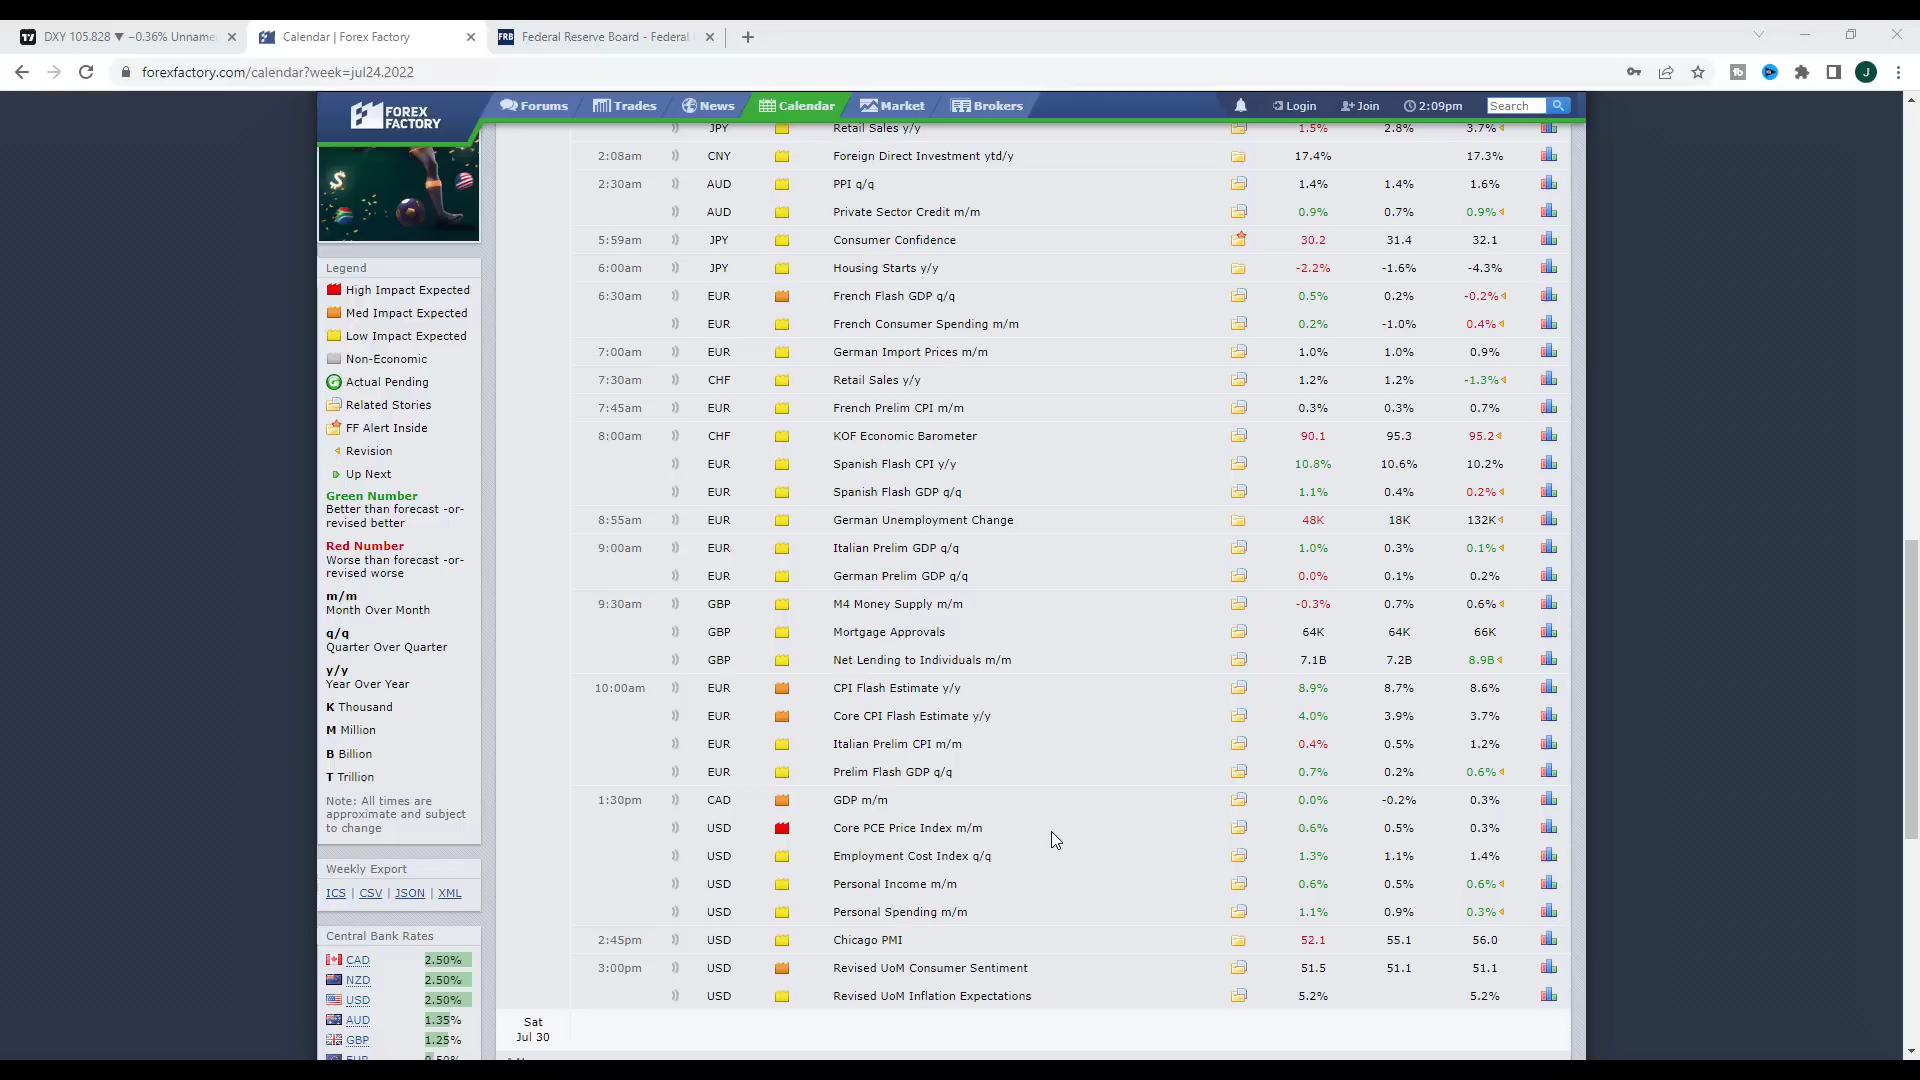 DXY 105.828 ▼ −0.36% Unname
Calendar | Forex Factory
FRB
Federal Reserve Board - Federal
forexfactory.com/calendar?week=jul24.2022
J
FOREX
FACTORY
Forums
Trades
News
Calendar
Market
Brokers
Login
Join
2:09pm
Search
JPY Retail Sales y/y 1.5% 2.8% 3.7%
2:08am CNY Foreign Direct Investment ytd/y 17.4% 17.3%
2:30am AUD PPI q/q 1.4% 1.4% 1.6%
AUD Private Sector Credit m/m 0.9% 0.7% 0.9%
5:59am JPY Consumer Confidence 30.2 31.4 32.1
6:00am JPY Housing Starts y/y -2.2% -1.6% -4.3%
6:30am EUR French Flash GDP q/q 0.5% 0.2% -0.2%
EUR French Consumer Spending m/m 0.2% -1.0% 0.4%
7:00am EUR German Import Prices m/m 1.0% 1.0% 0.9%
7:30am CHF Retail Sales y/y 1.2% 1.2% -1.3%
7:45am EUR French Prelim CPI m/m 0.3% 0.3% 0.7%
8:00am CHF KOF Economic Barometer 90.1 95.3 95.2
EUR Spanish Flash CPI y/y 10.8% 10.6% 10.2%
EUR Spanish Flash GDP q/q 1.1% 0.4% 0.2%
8:55am EUR German Unemployment Change 48K 18K 132K
9:00am EUR Italian Prelim GDP q/q 1.0% 0.3% 0.1%
EUR German Prelim GDP q/q 0.0% 0.1% 0.2%
9:30am GBP M4 Money Supply m/m -0.3% 0.7% 0.6%
GBP Mortgage Approvals 64K 64K 66K
GBP Net Lending to Individuals m/m 7.1B 7.2B 8.9B
10:00am EUR CPI Flash Estimate y/y 8.9% 8.7% 8.6%
EUR Core CPI Flash Estimate y/y 4.0% 3.9% 3.7%
EUR Italian Prelim CPI m/m 0.4% 0.5% 1.2%
EUR Prelim Flash GDP q/q 0.7% 0.2% 0.6%
1:30pm CAD GDP m/m 0.0% -0.2% 0.3%
USD Core PCE Price Index m/m 0.6% 0.5% 0.3%
USD Employment Cost Index q/q 1.3% 1.1% 1.4%
USD Personal Income m/m 0.6% 0.5% 0.6%
USD Personal Spending m/m 1.1% 0.9% 0.3%
2:45pm USD Chicago PMI 52.1 55.1 56.0
3:00pm USD Revised UoM Consumer Sentiment 51.5 51.1 51.1
USD Revised UoM Inflation Expectations 5.2% 5.2%
Sat
Jul 30
Legend
High Impact Expected
Med Impact Expected
Low Impact Expected
Non-Economic
Actual Pending
Related Stories
FF Alert Inside
Revision
Up Next
Green Number
Better than forecast -or-
revised better
Red Number
Worse than forecast -or-
revised worse
m/m
Month Over Month
q/q
Quarter Over Quarter
y/y
Year Over Year
K Thousand
M Million
B Billion
T Trillion
Note: All times are
approximate and subject
to change
Weekly Export
ICS | CSV | JSON | XML
Central Bank Rates
CAD 2.50%
NZD 2.50%
USD 2.50%
AUD 1.35%
GBP 1.25%